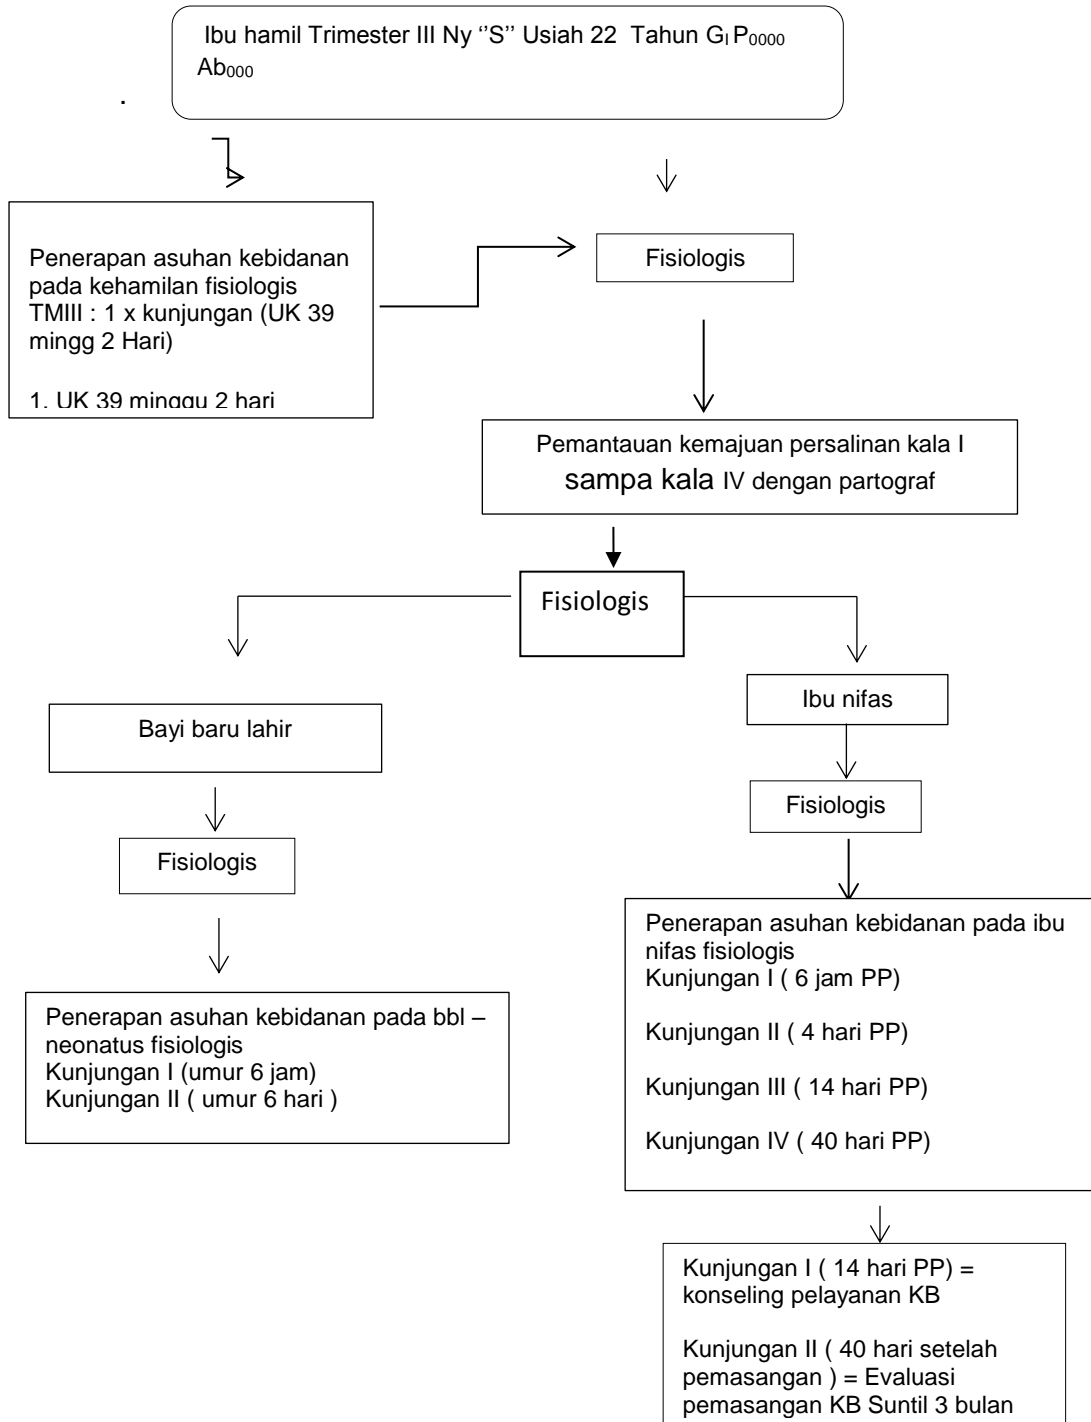 Ibu hamil Trimester III Ny ‘’S’’ Usiah 22 Tahun GI P0000
Ab000
.
Penerapan asuhan kebidanan
pada kehamilan fisiologis
TMIII : 1 x kunjungan (UK 39
mingg 2 Hari)
1. UK 39 minggu 2 hari
Fisiologis
Pemantauan kemajuan persalinan kala I
sampa kala IV dengan partograf
Fisiologis
Bayi baru lahir
Fisiologis
Penerapan asuhan kebidanan pada bbl –
neonatus fisiologis
Kunjungan I (umur 6 jam)
Kunjungan II ( umur 6 hari )
Ibu nifas
Fisiologis
Penerapan asuhan kebidanan pada ibu
nifas fisiologis
Kunjungan I ( 6 jam PP)
Kunjungan II ( 4 hari PP)
Kunjungan III ( 14 hari PP)
Kunjungan IV ( 40 hari PP)
Kunjungan I ( 14 hari PP) =
konseling pelayanan KB
Kunjungan II ( 40 hari setelah
pemasangan ) = Evaluasi
pemasangan KB Suntil 3 bulan